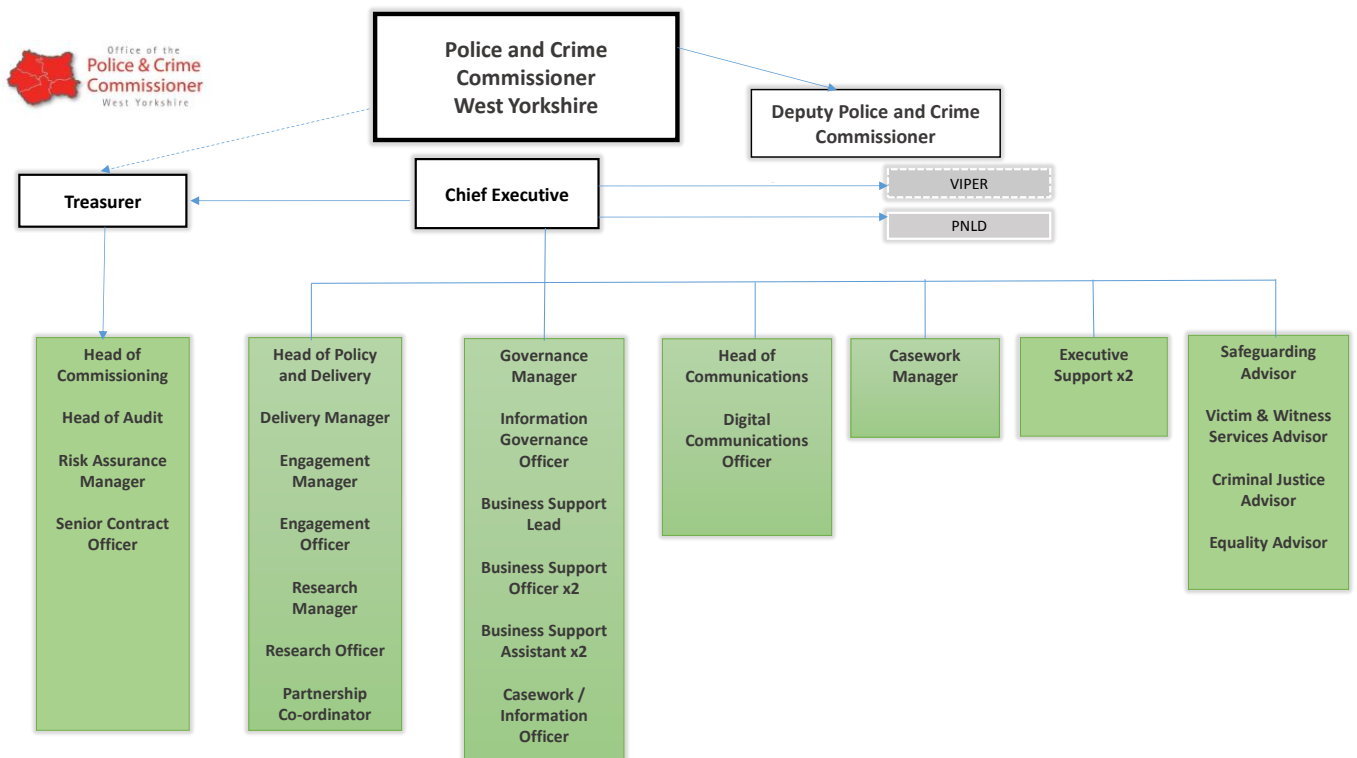 Office of the
Police & Crime
Commissioner
West Yorkshire
Police and Crime
Commissioner
West Yorkshire
Deputy Police and Crime
Commissioner
Treasurer
Chief Executive
VIPER
PNLD
Head of
Commissioning
Head of Audit
Risk Assurance
Manager
Senior Contract
Officer
Head of Policy
and Delivery
Delivery Manager
Engagement
Manager
Engagement
Officer
Research
Manager
Research Officer
Partnership
Co-ordinator
Governance
Manager
Information
Governance
Officer
Business Support
Lead
Business Support
Officer x2
Business Support
Assistant x2
Casework /
Information
Officer
Head of
Communications
Digital
Communications
Officer
Casework
Manager
Executive
Support x2
Safeguarding
Advisor
Victim & Witness
Services Advisor
Criminal Justice
Advisor
Equality Advisor